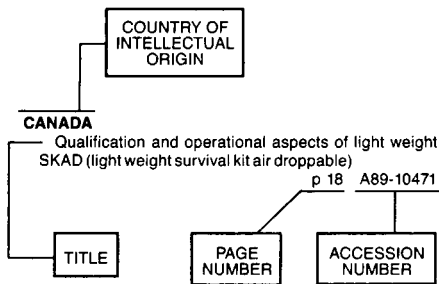 COUNTRY OF
INTELLECTUAL
ORIGIN
CANADA
Qualification and operational aspects of light weight
SKAD (light weight survival kit air droppable)
p 18 A89-10471
TITLE
PAGE
NUMBER
ACCESSION
NUMBER